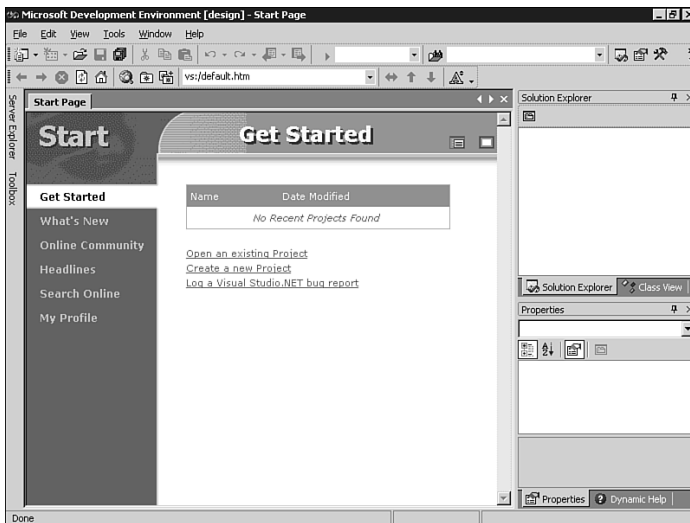 Microsoft Development Environment [design] - Start Page
File Edit View Tools Window Help
vs:/default.htm
Server Explorer
Toolbox
Start Page
Start
Get Started
Get Started
What's New
Online Community
Headlines
Search Online
My Profile
Name Date Modified
No Recent Projects Found
Open an existing Project
Create a new Project
Log a Visual Studio.NET bug report
Solution Explorer
Solution Explorer Class View
Properties
Properties Dynamic Help
Done